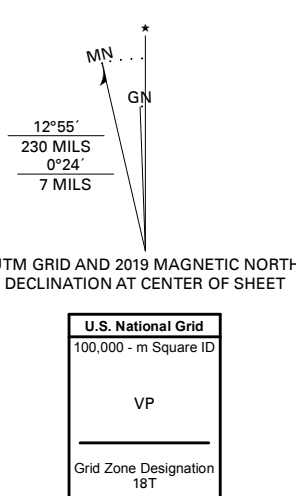 ★
MN
GN
12°55´
230 MILS
0°24´
7 MILS
UTM GRID AND 2019 MAGNETIC NORTH
DECLINATION AT CENTER OF SHEET
U.S. National Grid
100,000 - m Square ID
VP
Grid Zone Designation
18T